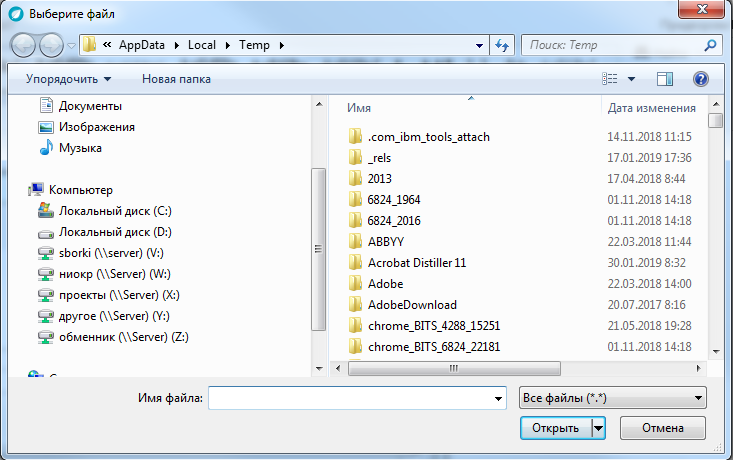 Выберите файл
« AppData Local Temp
Поиск: Temp
Упорядочить
Новая папка
Документы
Изображения
Музыка
Компьютер
Локальный диск (C:)
Локальный диск (D:)
sborki (\\server) (V:)
ниокр (\\Server) (W:)
проекты (\\Server) (X:)
другое (\\Server) (Y:)
обменник (\\Server) (Z:)
Имя Дата изменения
.com_ibm_tools_attach 14.11.2018 11:15
_rels 17.01.2019 17:36
2013 17.04.2018 8:44
6824_1964 01.11.2018 14:18
6824_2016 01.11.2018 14:18
ABBYY 22.03.2018 11:44
Acrobat Distiller 11 30.01.2019 8:32
Adobe 22.03.2018 14:00
AdobeDownload 20.07.2017 8:16
chrome_BITS_4288_15251 21.05.2018 19:28
chrome_BITS_6824_22181 01.11.2018 14:18
Имя файла:
Все файлы (*.*)
Открыть
Отмена